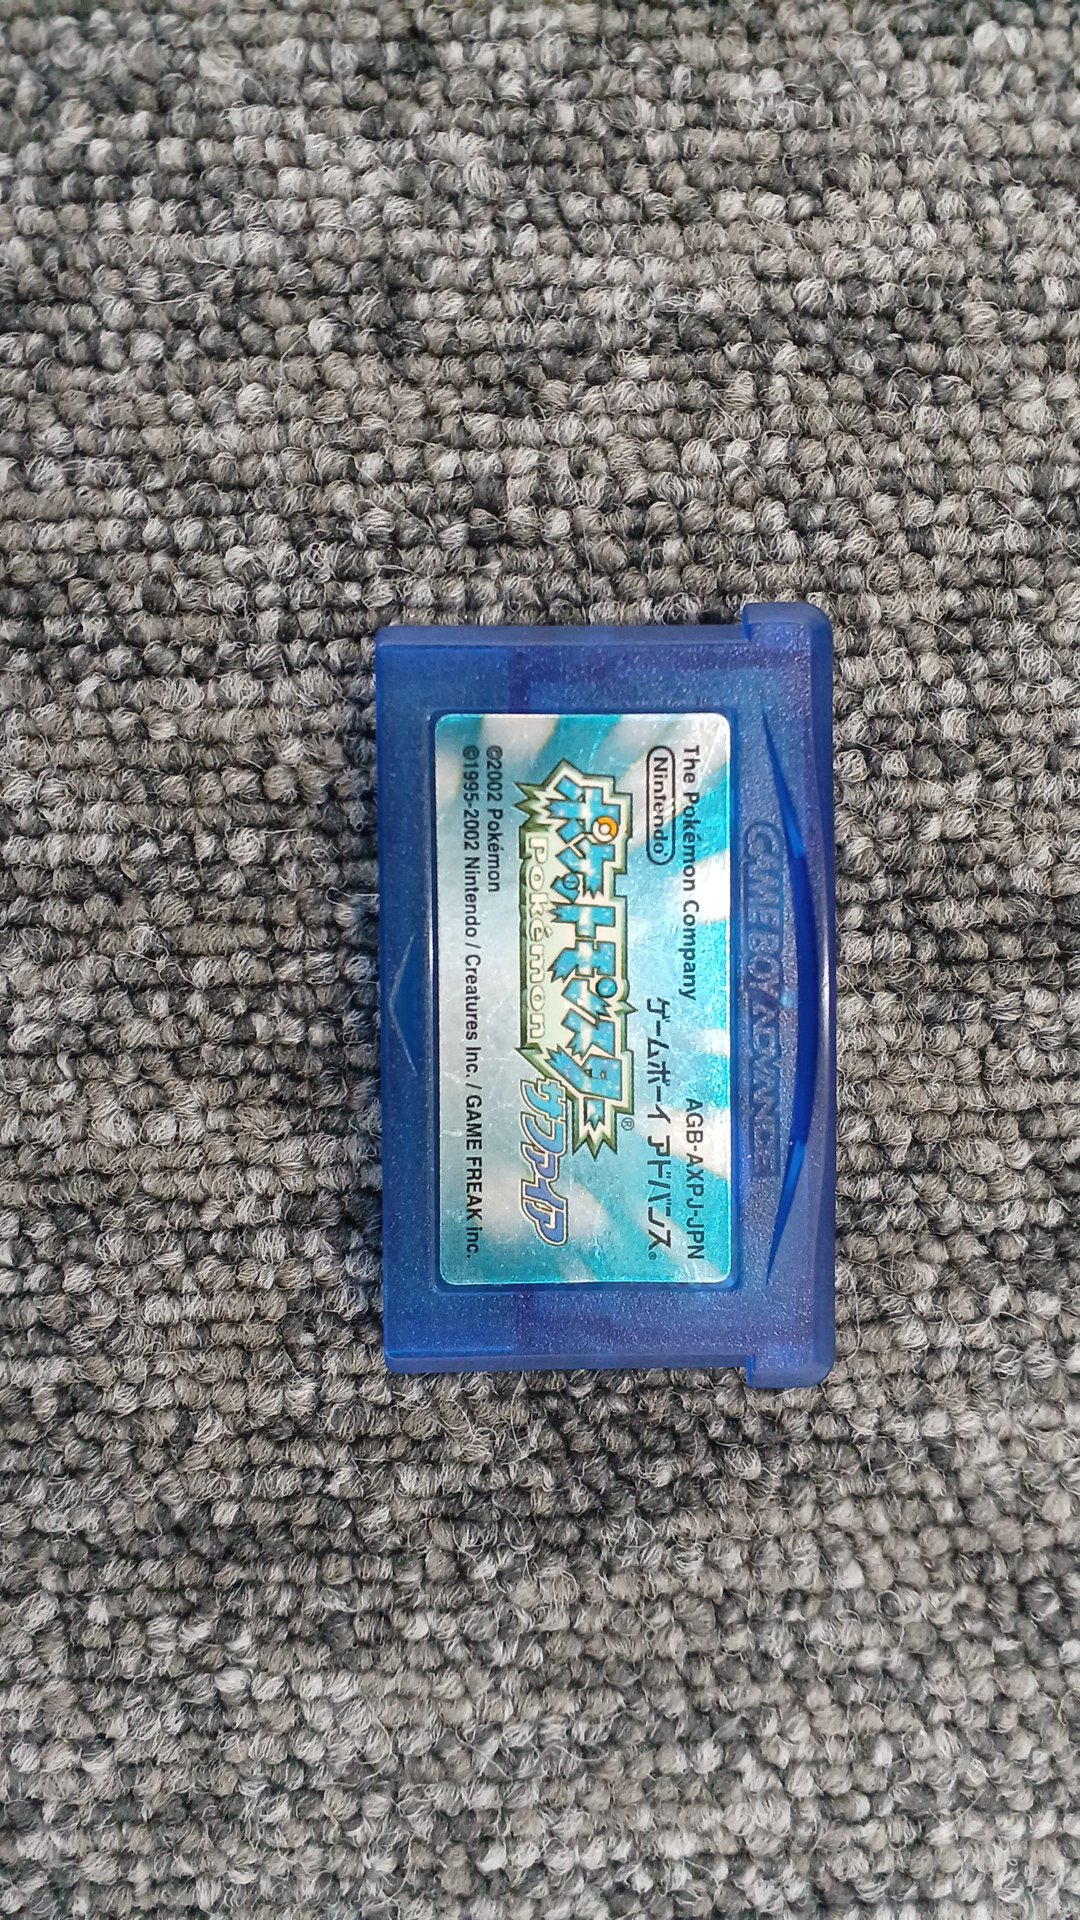 GAME BOY ADVANCE
The Pokémon Company
AGB-AXPJ-JPN
Nintendo
ゲームボーイ アドバンス®
ポケットモンスター®
Pokémon
サファイア
©2002 Pokémon
©1995-2002 Nintendo / Creatures Inc. / GAME FREAK inc.